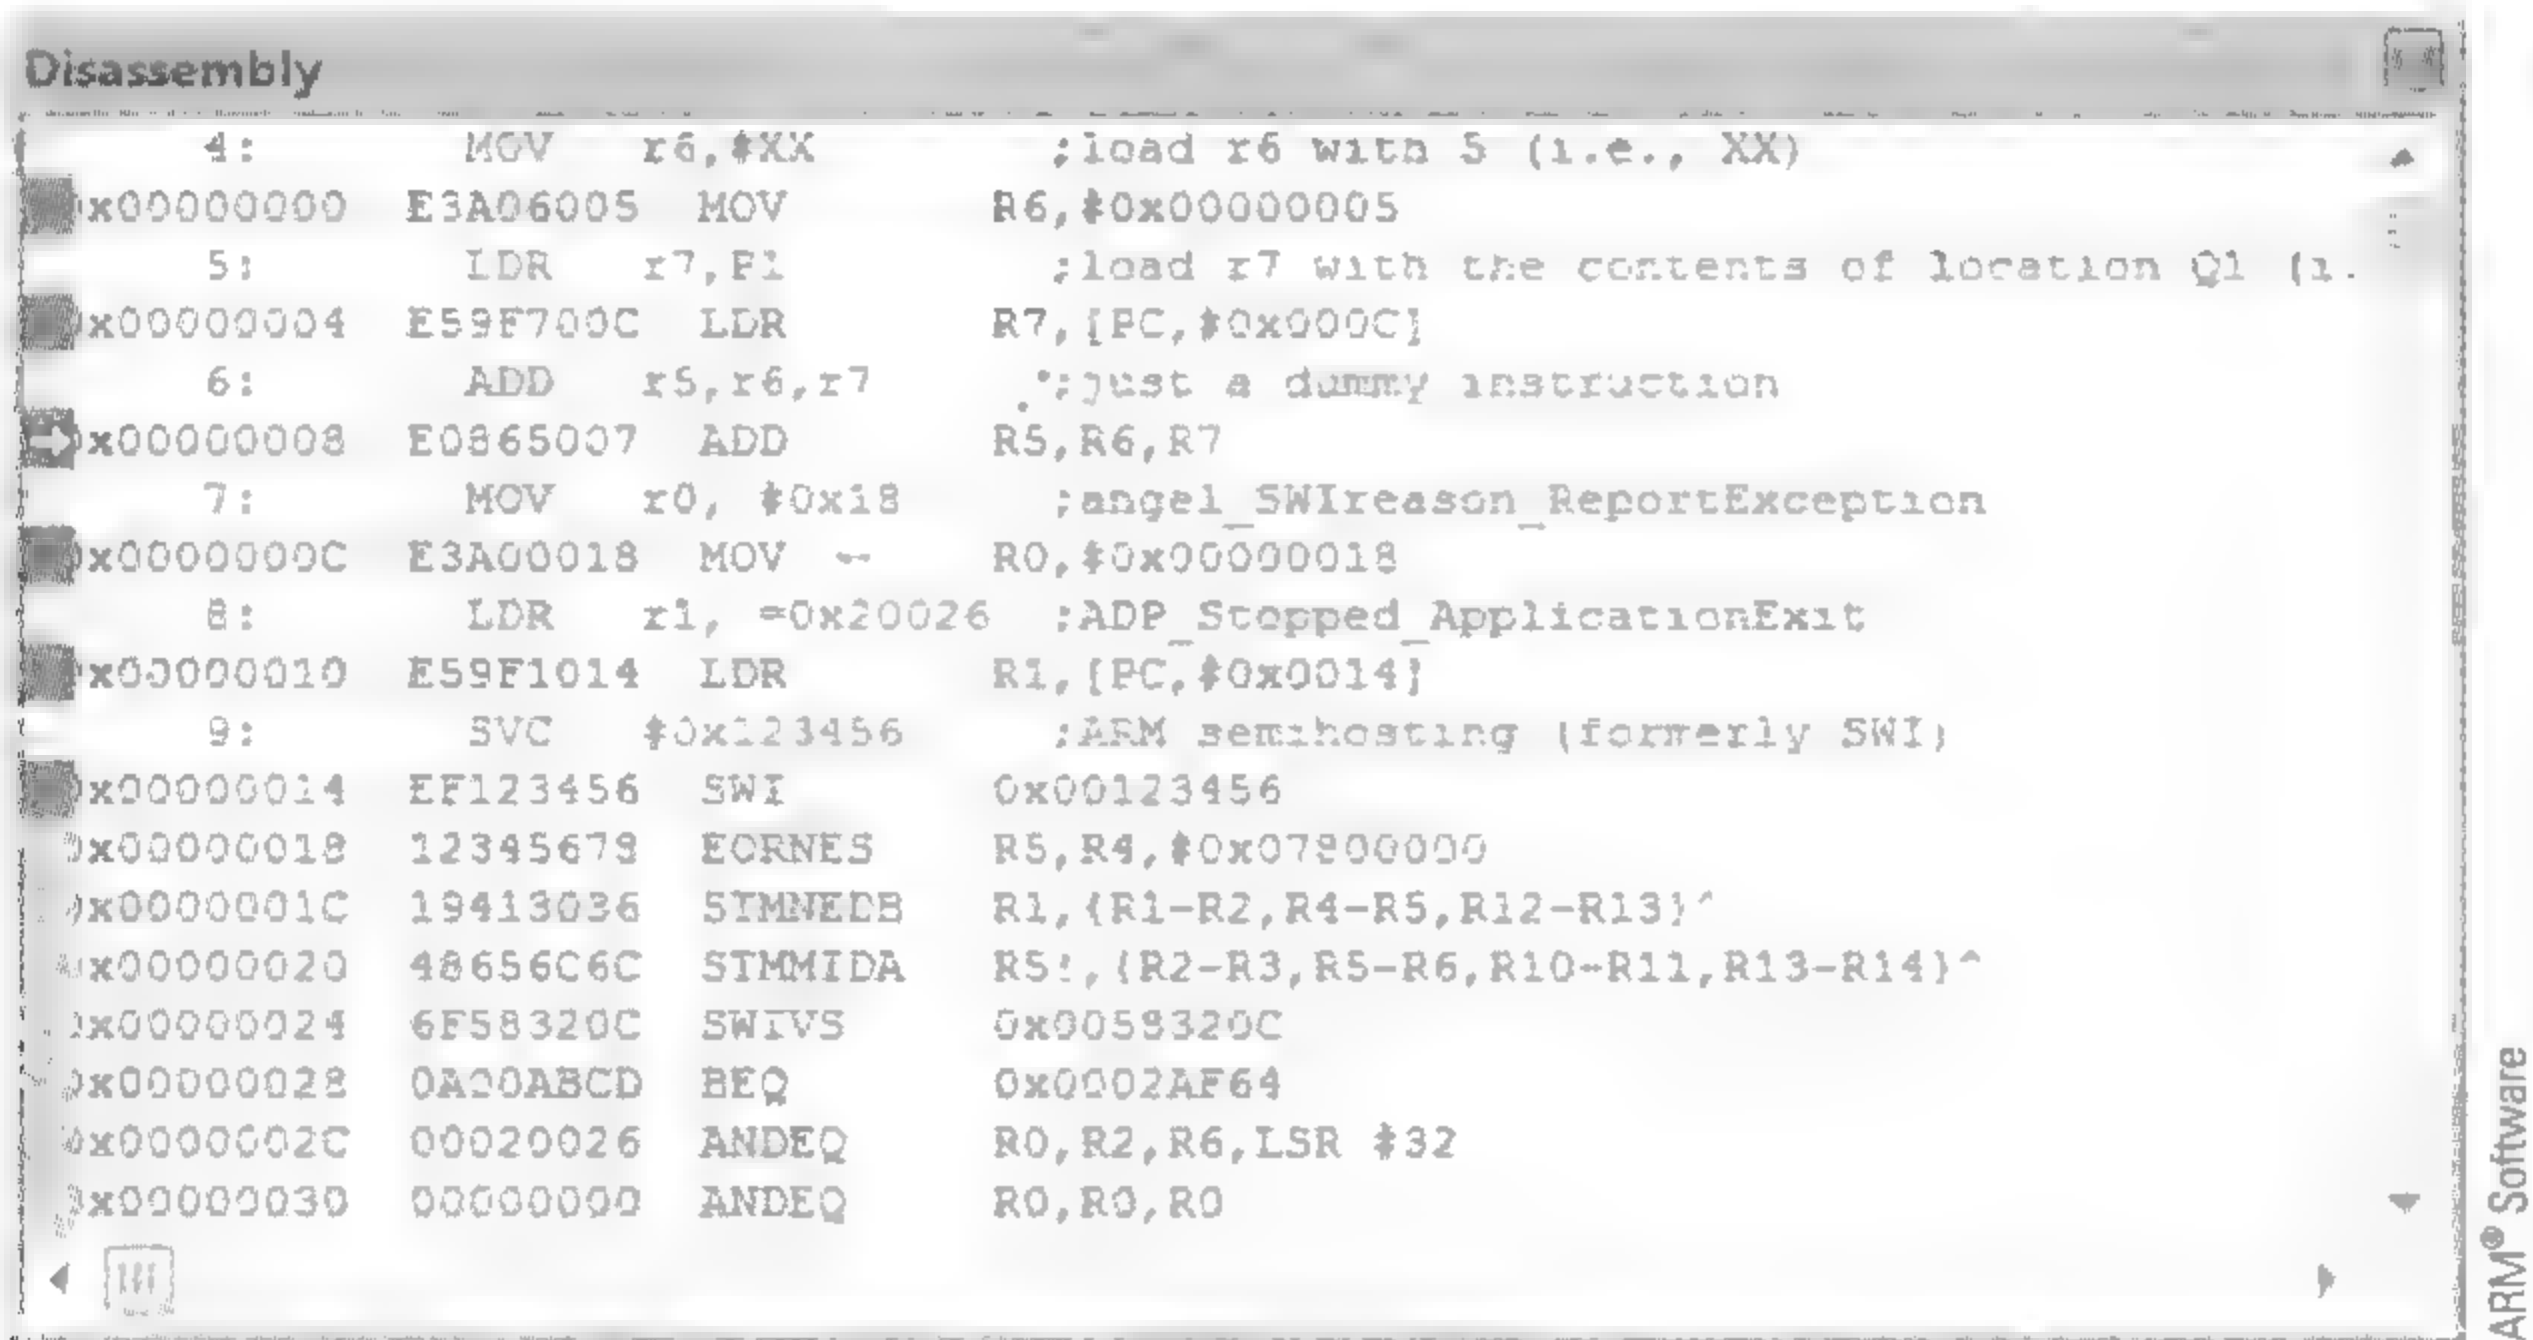 Disassembly
4: MOV r6,#XX ;load r6 with 5 (i.e., XX)
0x00000000 E3A06005 MOV R6,#0x00000005
5: LDR r7,P1 ;load r7 with the contents of location Q1 (i.
0x00000004 E59F700C LDR R7,[PC,#0x000C]
6: ADD r5,r6,r7 ;just a dummy instruction
0x00000008 E0865007 ADD R5,R6,R7
7: MOV r0, #0x18 ;angel_SWIreason_ReportException
0x0000000C E3A00018 MOV R0,#0x00000018
8: LDR r1, =0x20026 ;ADP_Stopped_ApplicationExit
0x00000010 E59F1014 LDR R1,[PC,#0x0014]
9: SVC #0x123456 ;ARM semihosting (formerly SWI)
0x00000014 EF123456 SWI 0x00123456
0x00000018 12345678 EORNES R5,R4,#0x07800000
0x0000001C 19413036 STMNEDB R1,{R1-R2,R4-R5,R12-R13}^
0x00000020 48656C6C STMMIDA R5!,{R2-R3,R5-R6,R10-R11,R13-R14}^
0x00000024 6F58320C SWIVS 0x0058320C
0x00000028 0A00ABCD BEQ 0x0002AF64
0x0000002C 00020026 ANDEQ R0,R2,R6,LSR #32
0x00000030 00000000 ANDEQ R0,R0,R0
ARM® Software